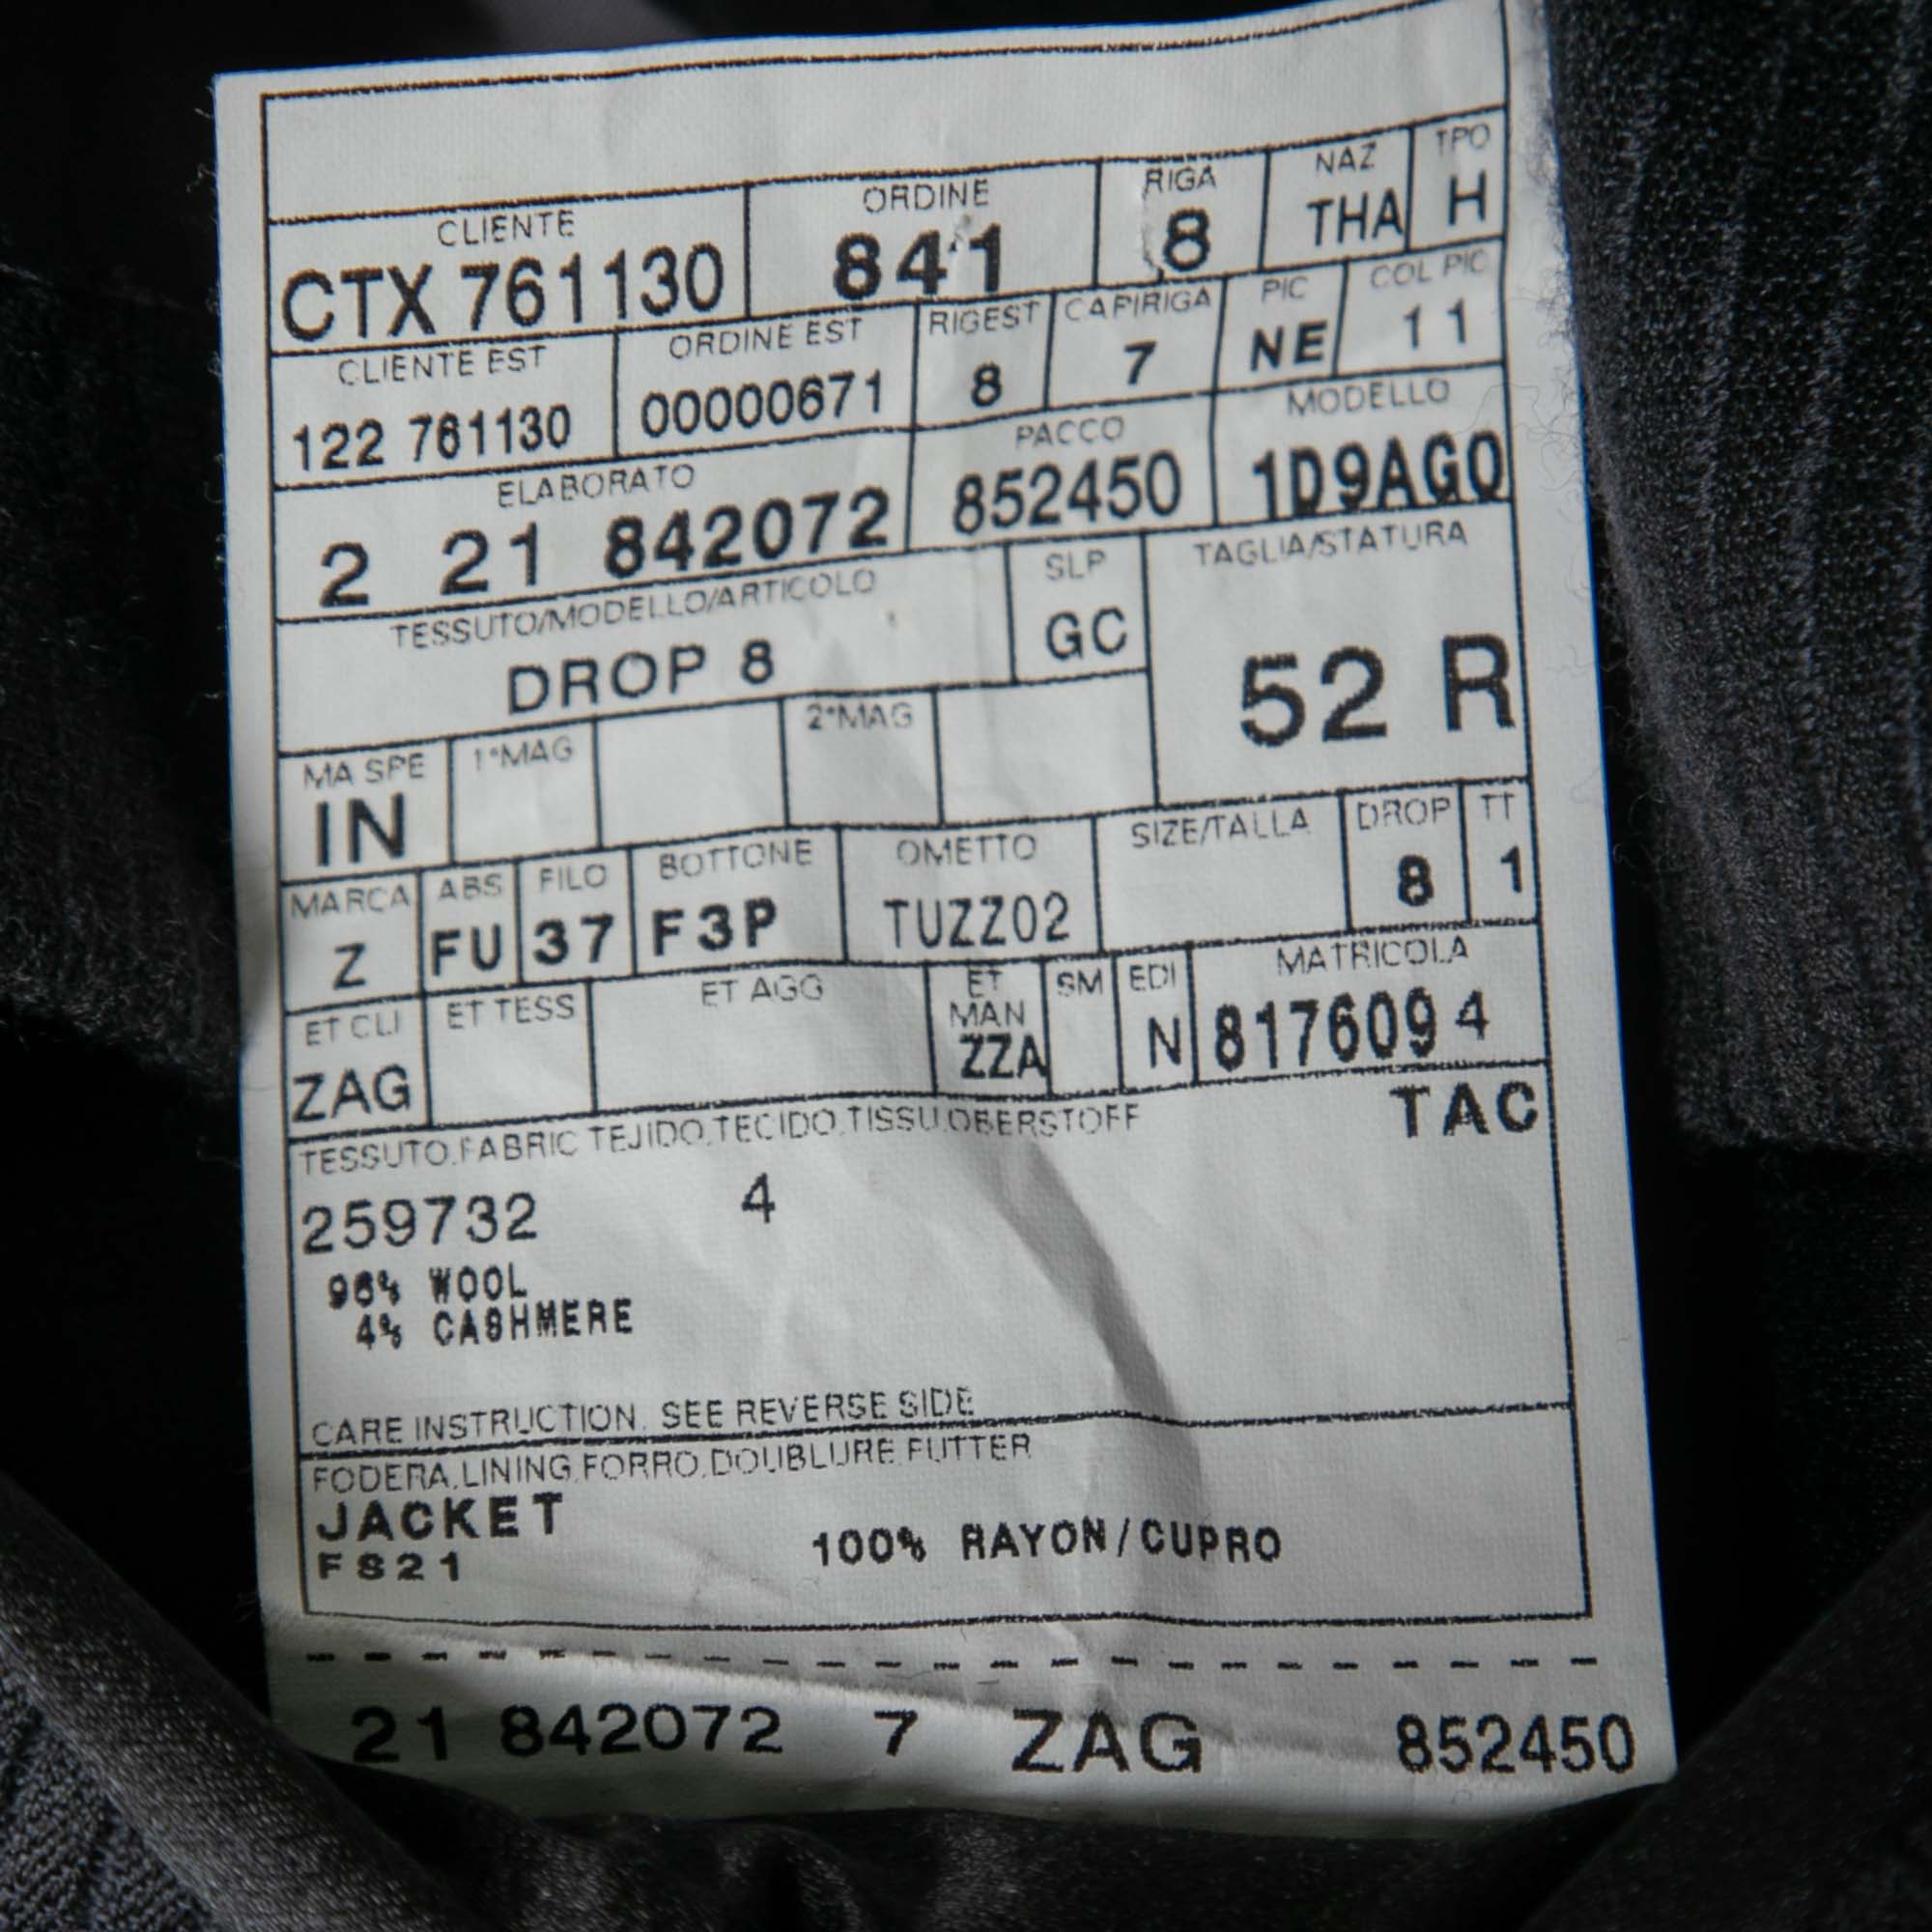 CLIENTE ORDINE RIGA NAZ TPO
CTX 761130 841 8 THA H
CLIENTE EST ORDINE EST RIGEST CAPIRIGA PIC COL PIC
122 761130 00000671 8 7 NE 11
ELABORATO PACCO MODELLO
2 21 842072 852450 1D9AG0
TESSUTO/MODELLO/ARTICOLO SLP TAGLIA/STATURA
DROP 8 GC 52 R
MA SPE 1°MAG 2°MAG
IN
MARCA ABS FILO BOTTONE OMETTO SIZE/TALLA DROP TT
Z FU 37 F3P TUZZ02 8 1
ET CLI ET TESS ET AGG ET MAN SM EDI MATRICOLA
ZAG ZZA N 8176094
TESSUTO,FABRIC TEJIDO,TECIDO,TISSU,OBERSTOFF TAC
259732 4
96% WOOL
4% CASHMERE
CARE INSTRUCTION. SEE REVERSE SIDE
FODERA,LINING,FORRO,DOUBLURE,FUTTER
JACKET
FS21 100% RAYON/CUPRO
21 842072 7 ZAG 852450